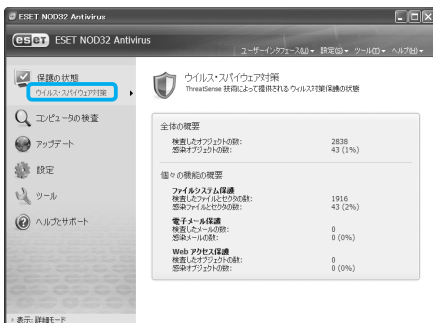 ESET NOD32 Antivirus
eset ESET NOD32 Antivirus
ユーザーインタフェース(U) 設定(S) ツール(T) ヘルプ(H)
保護の状態
ウイルス・スパイウェア対策
コンピュータの検査
アップデート
設定
ツール
ヘルプとサポート
表示: 詳細モード
ウイルス・スパイウェア対策
ThreatSense 技術によって提供されるウイルス対策保護の状態
全体の概要
検査したオブジェクトの数: 2838
感染オブジェクトの数: 43 (1%)
個々の機能の概要
ファイルシステム保護
検査したファイルとセクタの数: 1916
感染ファイルとセクタの数: 43 (2%)
電子メール保護
検査したメールの数: 0
感染メールの数: 0 (0%)
Web アクセス保護
検査したオブジェクトの数: 0
感染オブジェクトの数: 0 (0%)